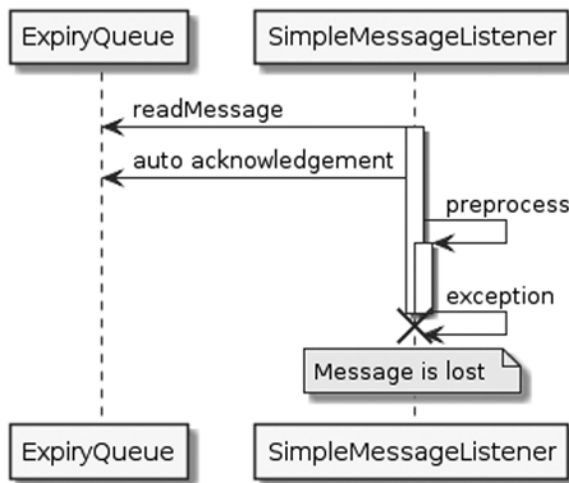 ExpiryQueue
SimpleMessageListener
readMessage
auto acknowledgement
preprocess
exception
Message is lost
ExpiryQueue
SimpleMessageListener